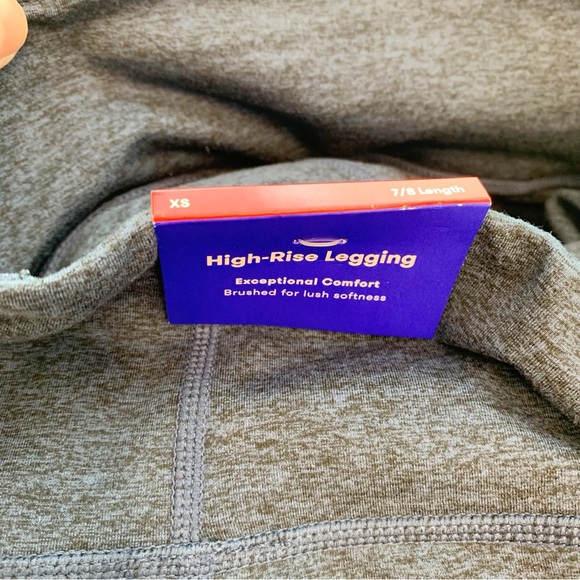 XS 7/8 Length
High-Rise Legging
Exceptional Comfort
Brushed for lush softness